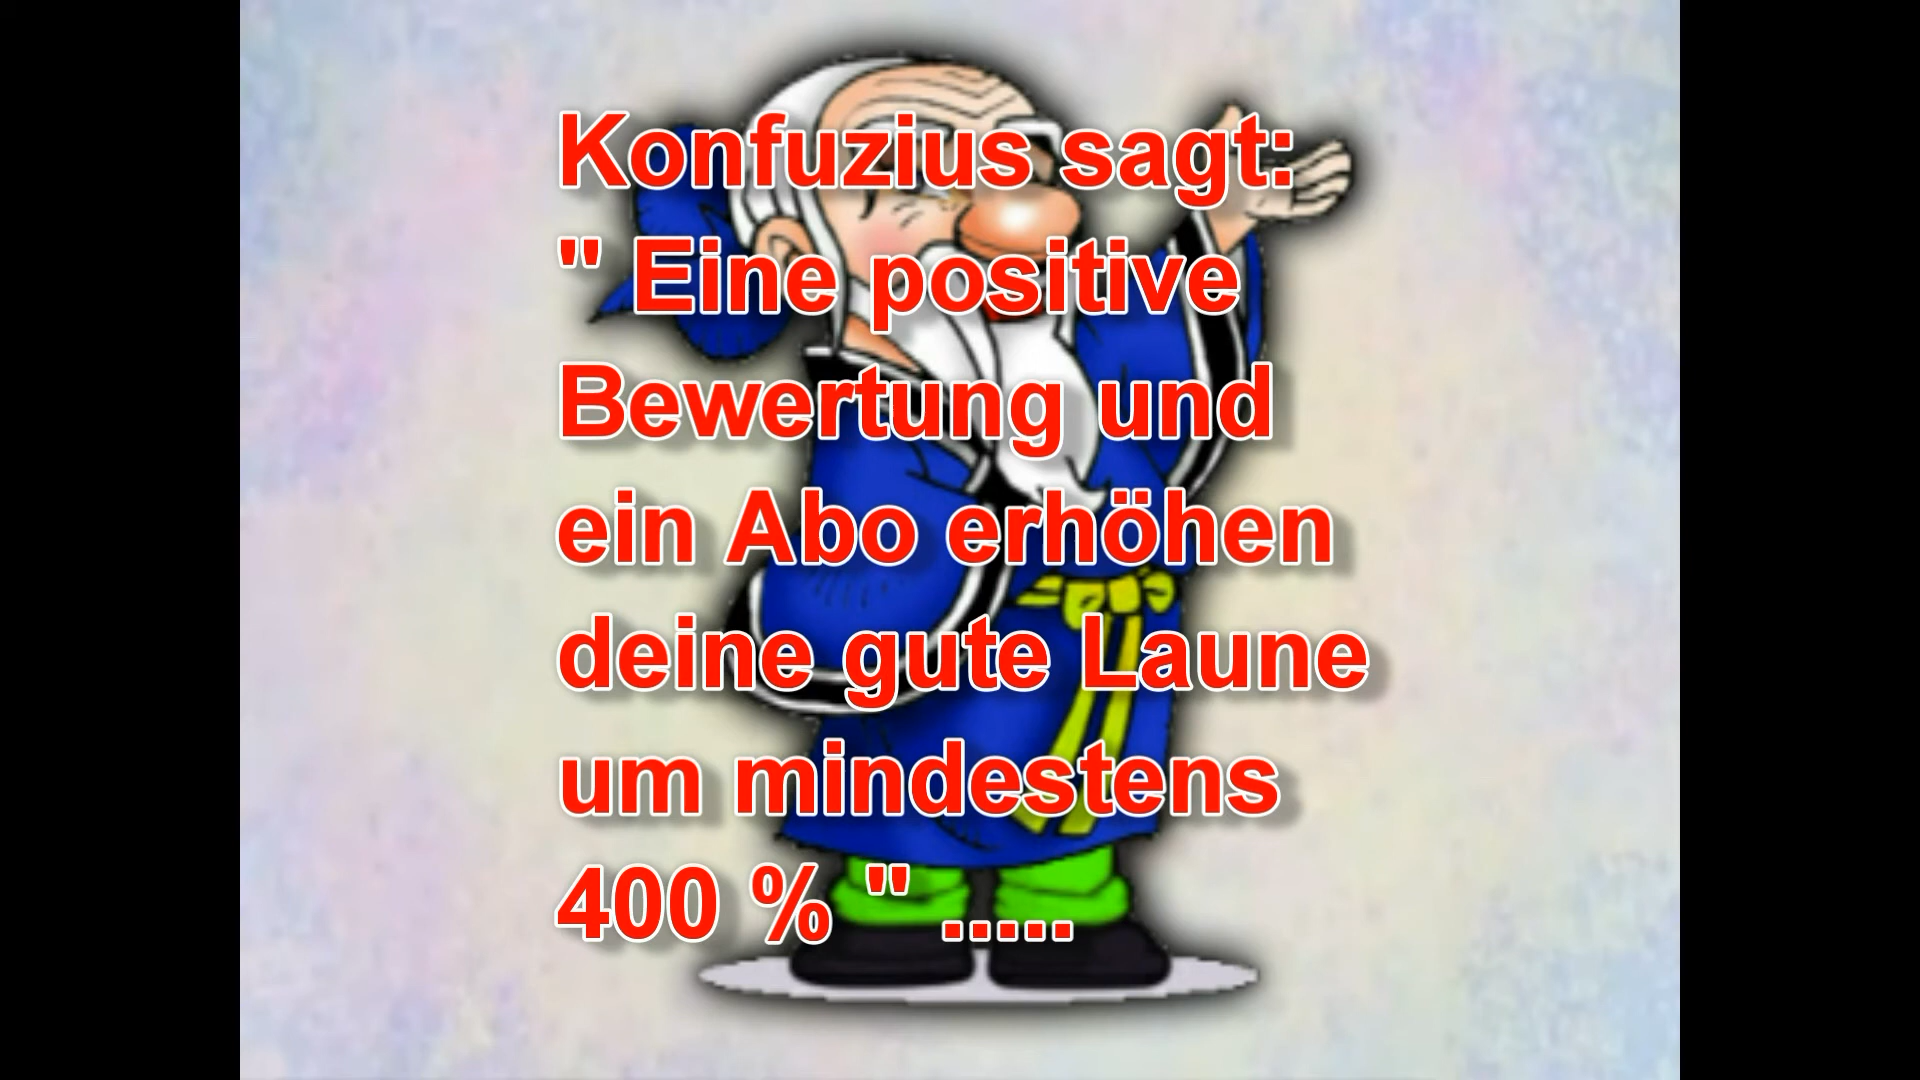 Konfuzius sagt:
" Eine positive
Bewertung und
ein Abo erhöhen
deine gute Laune
um mindestens
400 % " .....